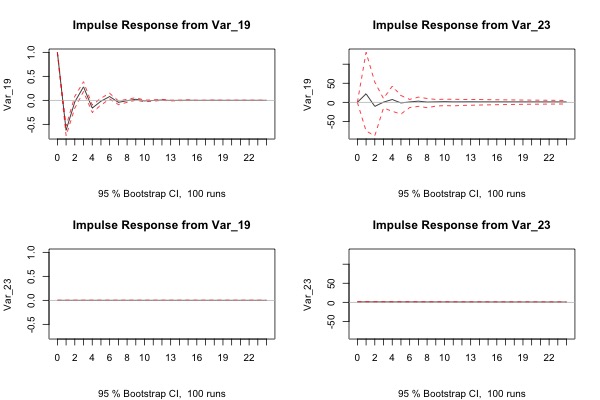 Impulse Response from Var_19
Var_19
1.0
0.5
0.0
-0.5
0 2 4 6 8 10 13 16 19 22
95 % Bootstrap CI, 100 runs
Impulse Response from Var_23
Var_19
50
0
-50
0 2 3 4 6 8 10 13 16 19 22
95 % Bootstrap CI, 100 runs
Impulse Response from Var_19
Var_23
1.0
0.5
0.0
-0.5
0 2 4 6 8 10 13 16 19 22
95 % Bootstrap CI, 100 runs
Impulse Response from Var_23
Var_23
50
0
-50
0 2 4 6 8 10 13 16 19 22
95 % Bootstrap CI, 100 runs